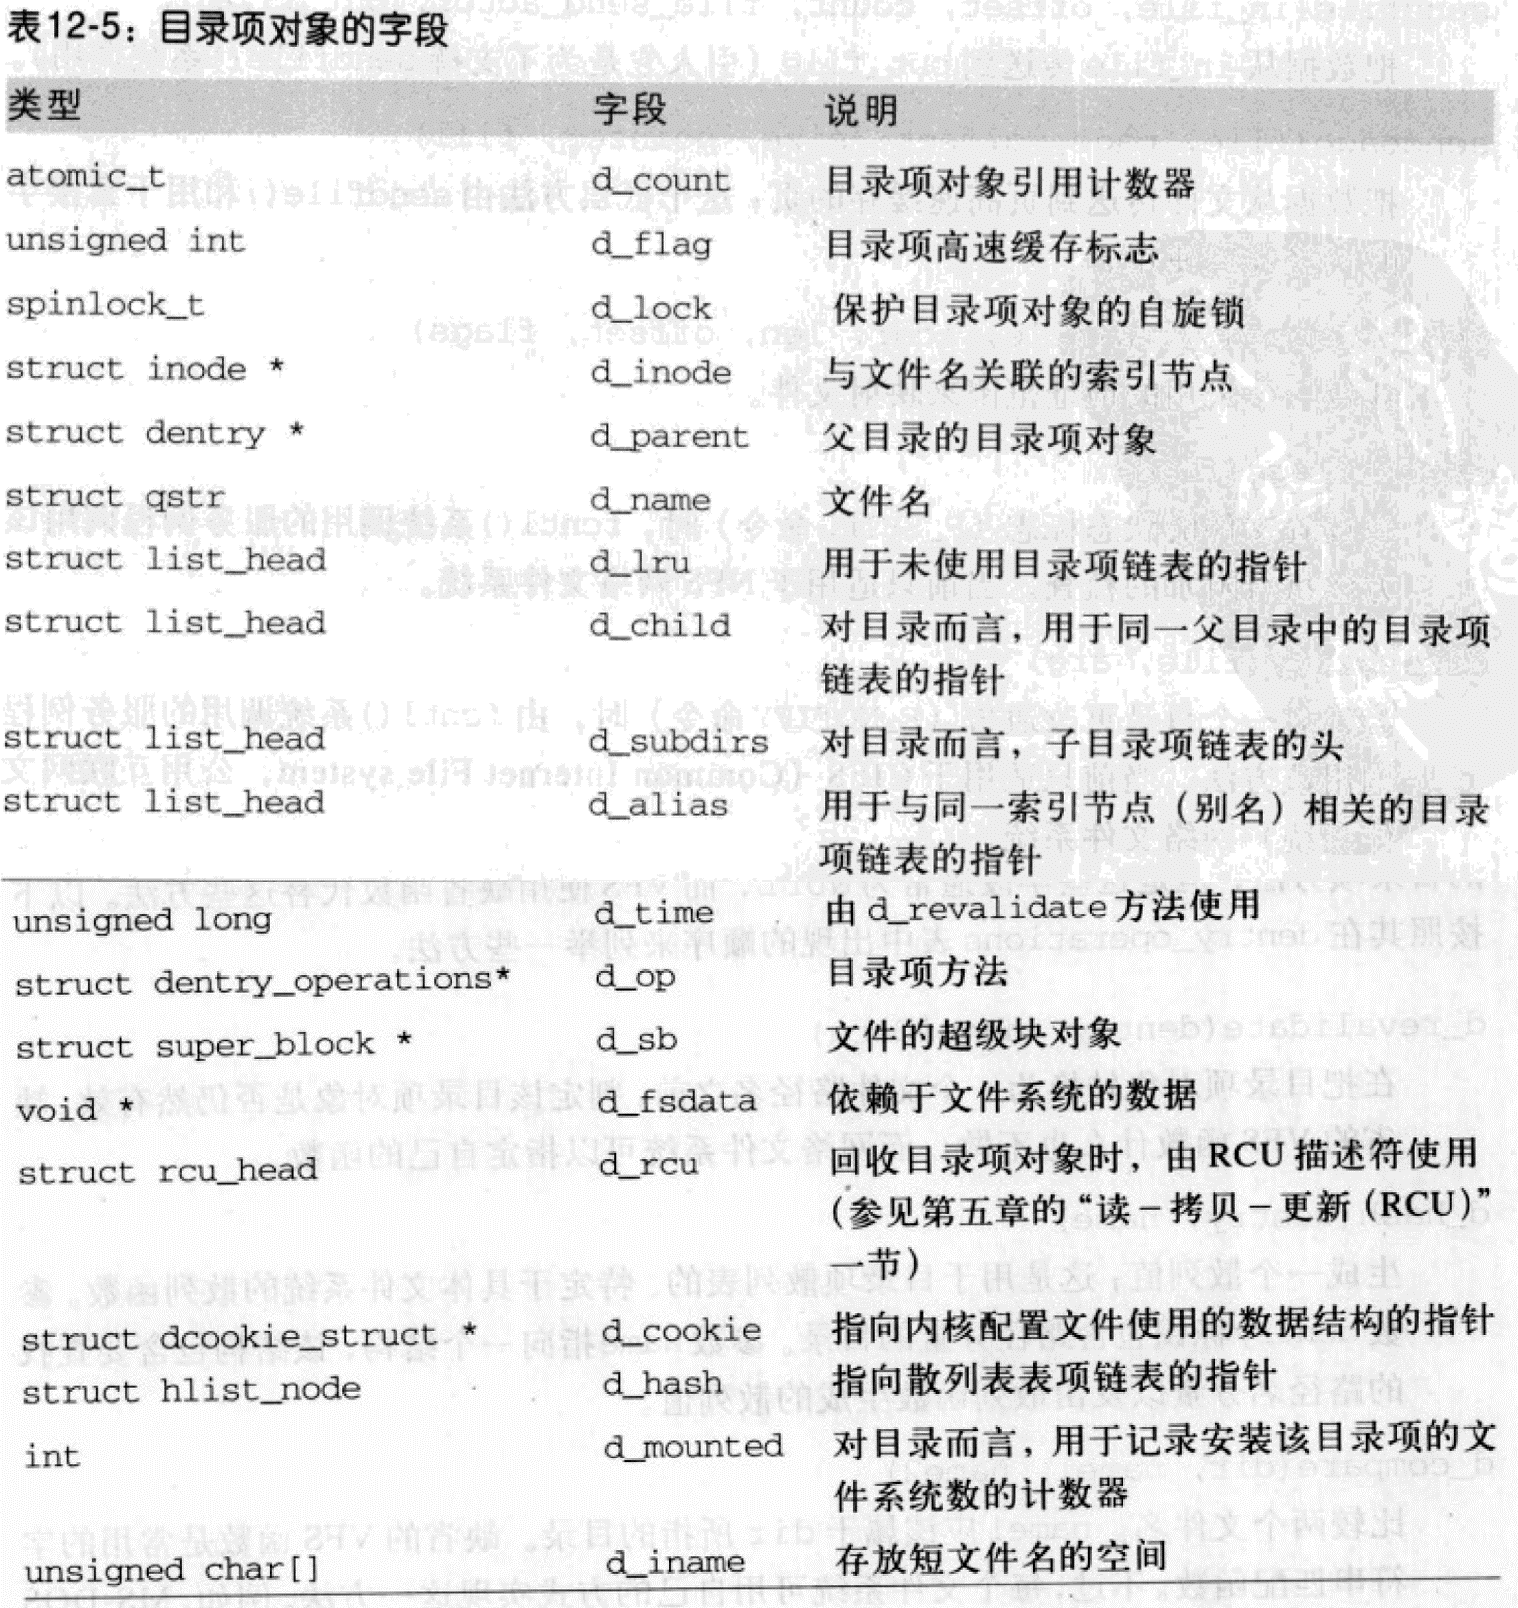 表12-5：目录项对象的字段
类型 字段 说明
atomic_t d_count 目录项对象引用计数器
unsigned int d_flag 目录项高速缓存标志
spinlock_t d_lock 保护目录项对象的自旋锁
struct inode * d_inode 与文件名关联的索引节点
struct dentry * d_parent 父目录的目录项对象
struct qstr d_name 文件名
struct list_head d_lru 用于未使用目录项链表的指针
struct list_head d_child 对目录而言，用于同一父目录中的目录项
链表的指针
struct list_head d_subdirs 对目录而言，子目录项链表的头
struct list_head d_alias 用于与同一索引节点（别名）相关的目录
项链表的指针
unsigned long d_time 由 d_revalidate 方法使用
struct dentry_operations* d_op 目录项方法
struct super_block * d_sb 文件的超级块对象
void * d_fsdata 依赖于文件系统的数据
struct rcu_head d_rcu 回收目录项对象时，由 RCU 描述符使用
（参见第五章的“读－拷贝－更新（RCU）”
一节）
struct dcookie_struct * d_cookie 指向内核配置文件使用的数据结构的指针
struct hlist_node d_hash 指向散列表表项链表的指针
int d_mounted 对目录而言，用于记录安装该目录项的文
件系统数的计数器
unsigned char[] d_iname 存放短文件名的空间